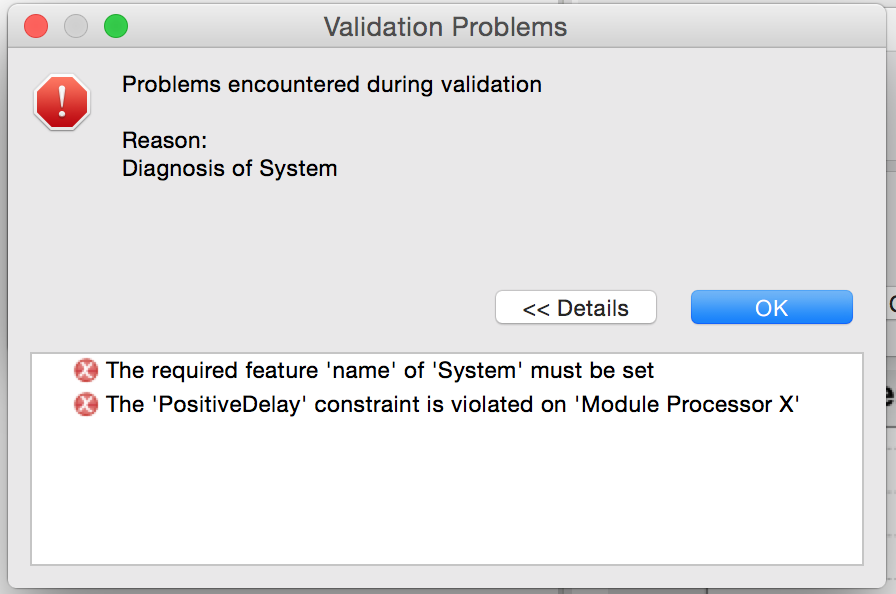 Validation Problems
Problems encountered during validation
Reason:
Diagnosis of System
<< Details
OK
The required feature 'name' of 'System' must be set
The 'PositiveDelay' constraint is violated on 'Module Processor X'